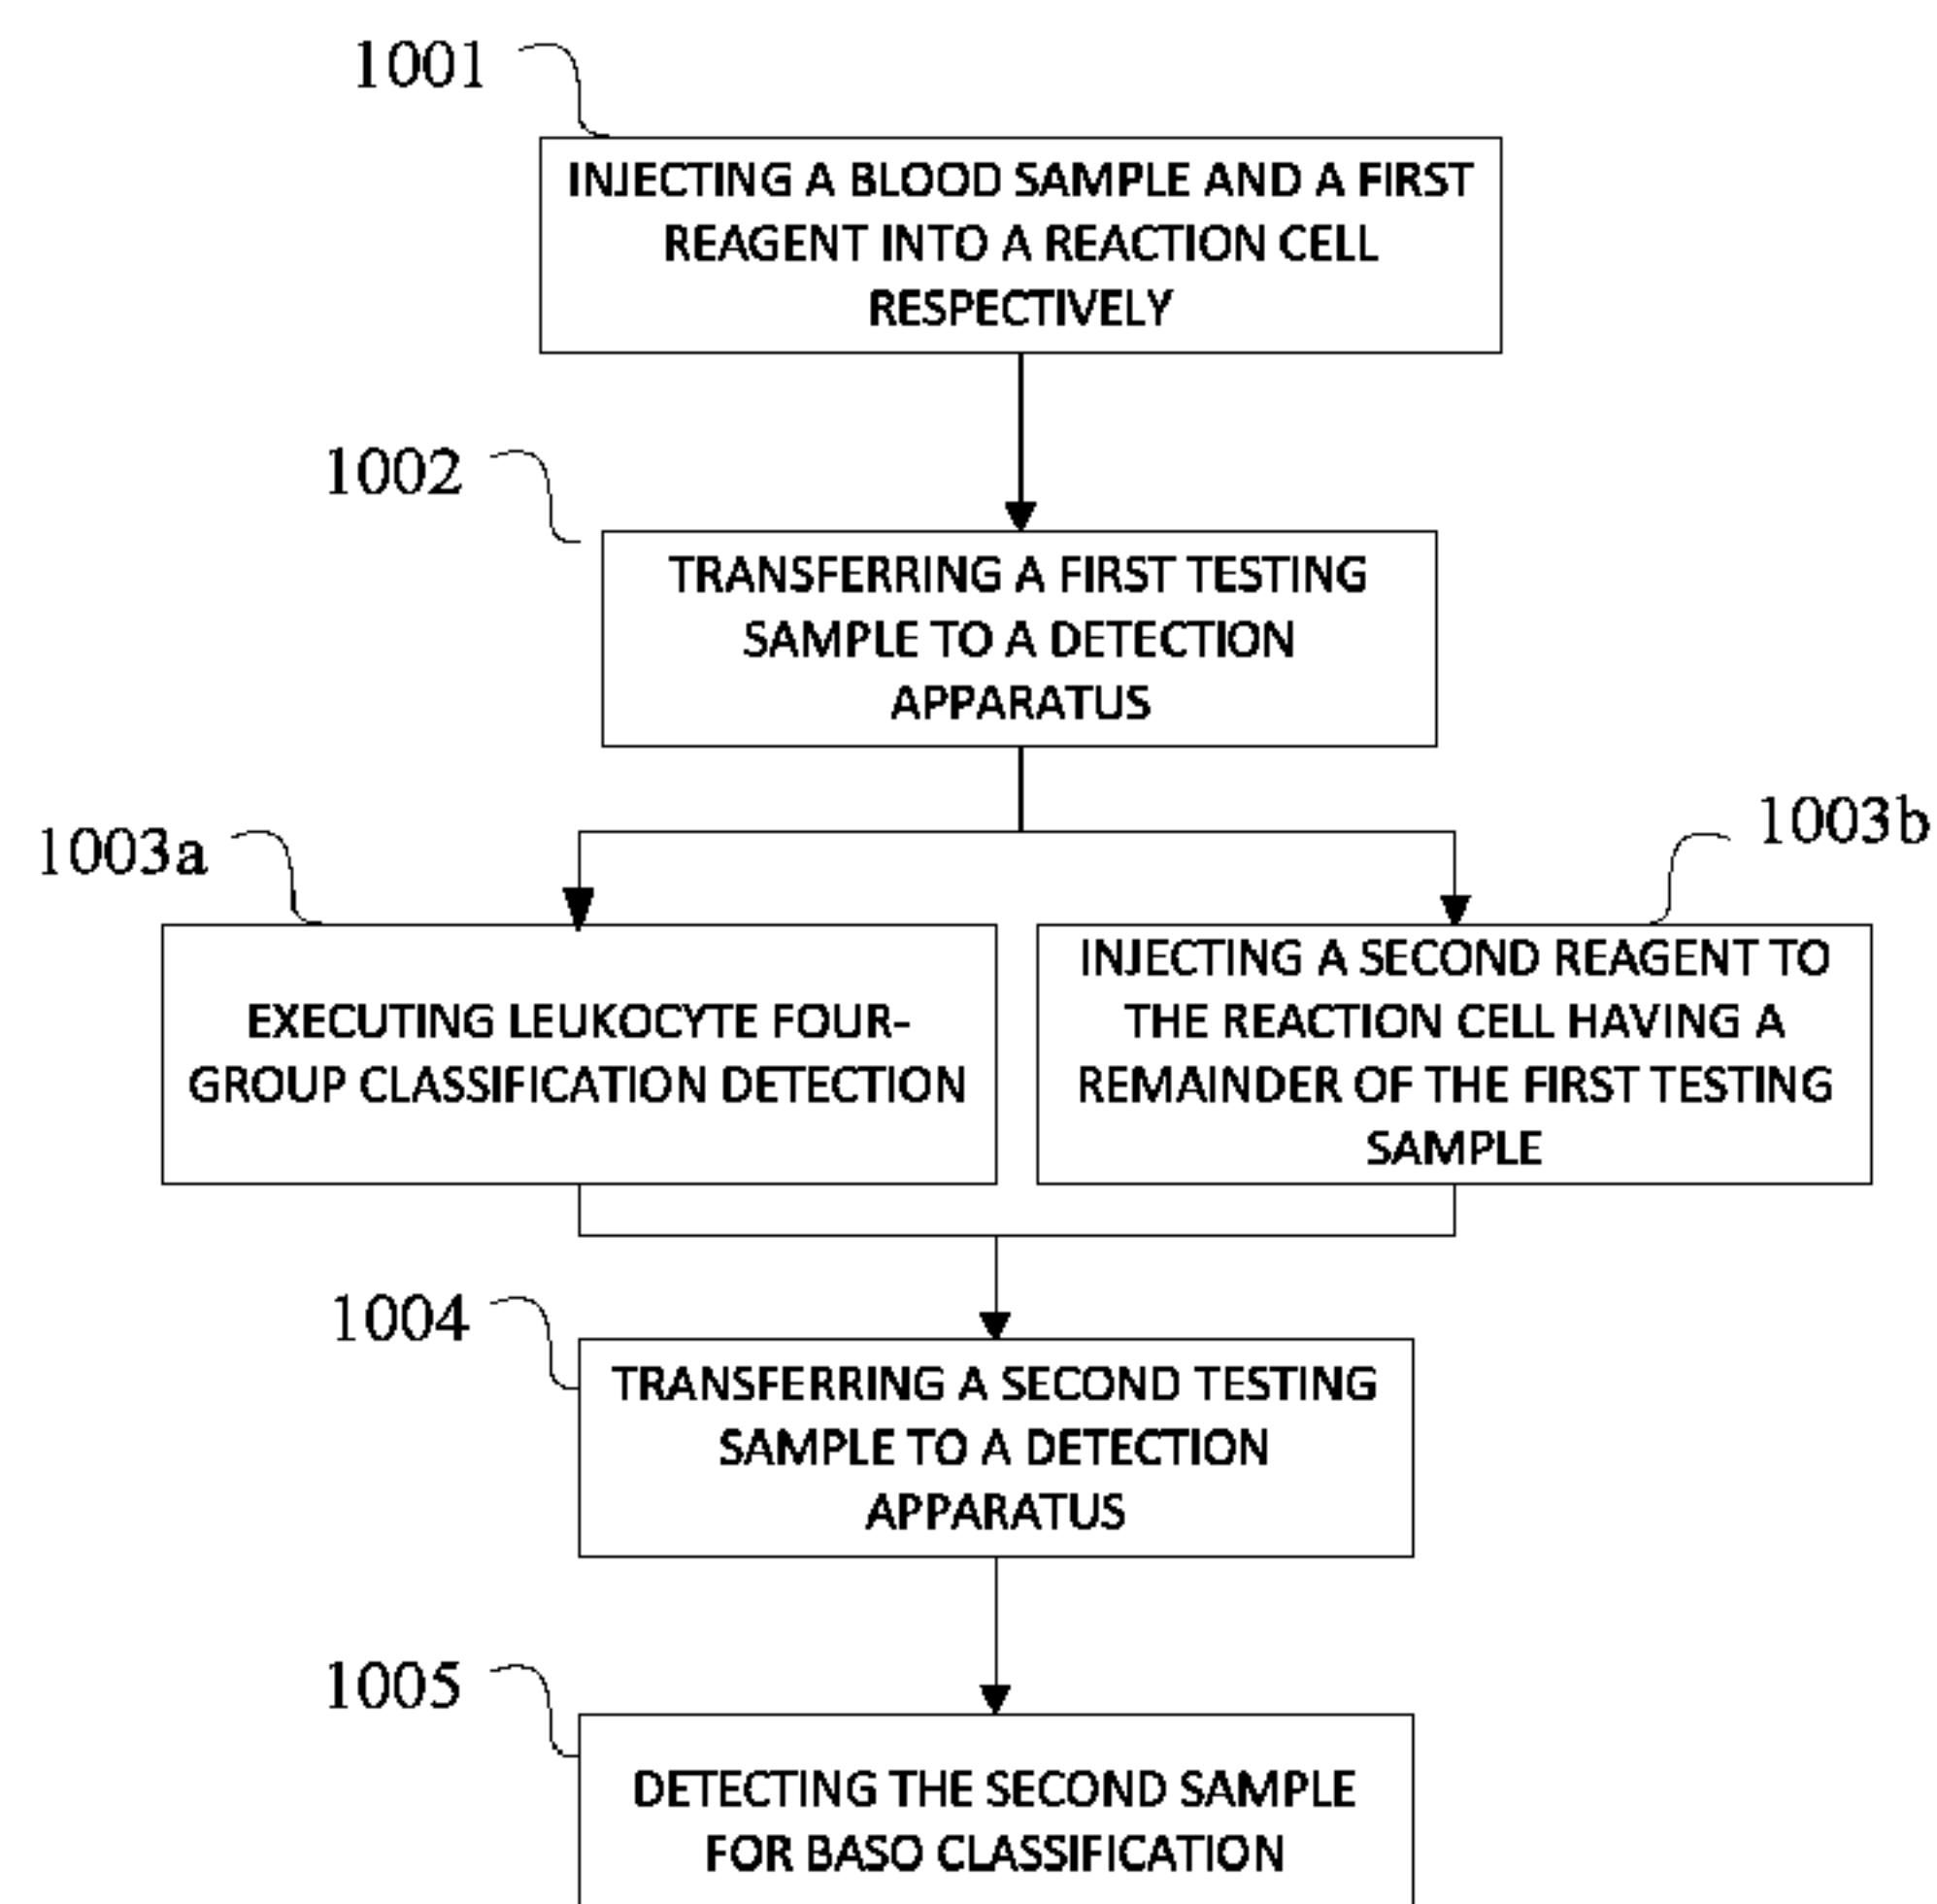 1001
INJECTING A BLOOD SAMPLE AND A FIRST
REAGENT INTO A REACTION CELL
RESPECTIVELY
1002
TRANSFERRING A FIRST TESTING
SAMPLE TO A DETECTION
APPARATUS
1003a
1003b
EXECUTING LEUKOCYTE FOUR-
GROUP CLASSIFICATION DETECTION
INJECTING A SECOND REAGENT TO
THE REACTION CELL HAVING A
REMAINDER OF THE FIRST TESTING
SAMPLE
1004
TRANSFERRING A SECOND TESTING
SAMPLE TO A DETECTION
APPARATUS
1005
DETECTING THE SECOND SAMPLE
FOR BASO CLASSIFICATION